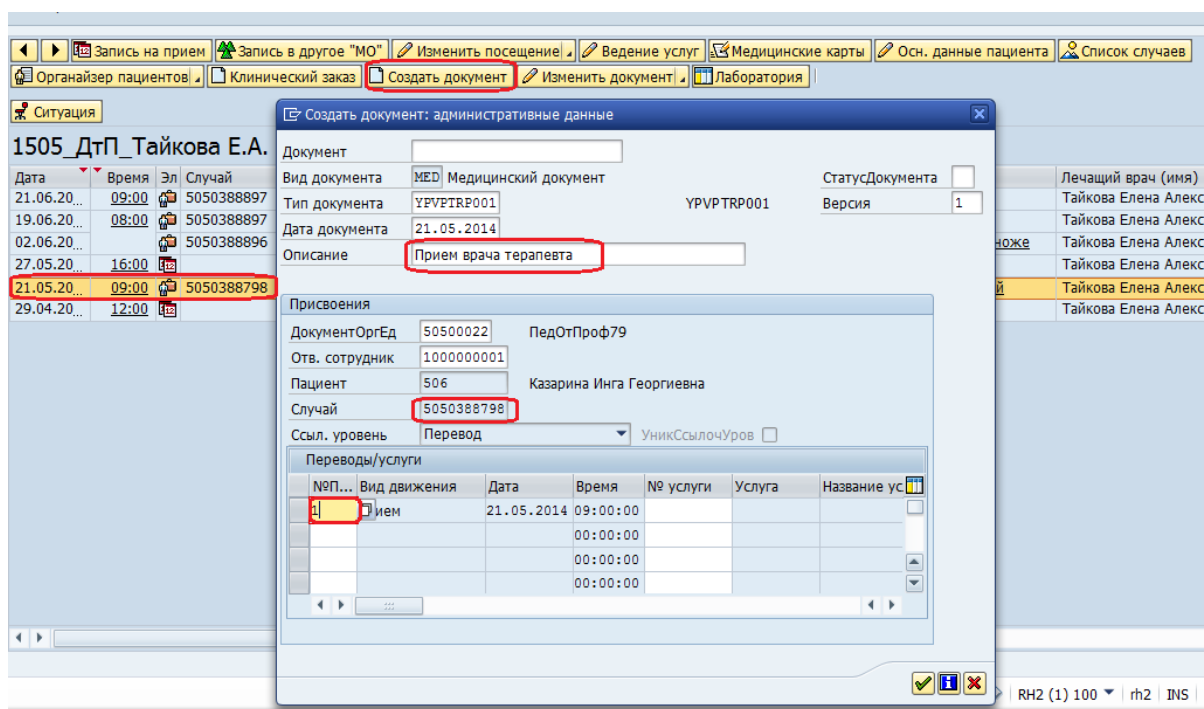 Запись на прием Запись в другое "МО" Изменить посещение Ведение услуг Медицинские карты Осн. данные пациента Список случаев
Органайзер пациентов Клинический заказ Создать документ Изменить документ Лаборатория
Ситуация
1505_ДтП_Тайкова Е.А.
Дата Время Эл Случай Лечащий врач (имя)
21.06.20... 09:00 5050388897 Тайкова Елена Алекс
19.06.20... 08:00 5050388897 Тайкова Елена Алекс
02.06.20... 5050388896 ноже Тайкова Елена Алекс
27.05.20... 16:00 Тайкова Елена Алекс
21.05.20... 09:00 5050388798 й Тайкова Елена Алекс
29.04.20... 12:00 Тайкова Елена Алекс
Создать документ: административные данные
Документ
Вид документа MED Медицинский документ СтатусДокумента
Тип документа YPVPTRP001 YPVPTRP001 Версия 1
Дата документа 21.05.2014
Описание Прием врача терапевта
Присвоения
ДокументОргЕд 50500022 ПедОтПроф79
Отв. сотрудник 1000000001
Пациент 506 Казарина Инга Георгиевна
Случай 5050388798
Ссыл. уровень Перевод УникСсылочУров
Переводы/услуги
№П... Вид движения Дата Время № услуги Услуга Название ус
1 ием 21.05.2014 09:00:00
00:00:00
00:00:00
00:00:00
RH2 (1) 100 rh2 INS